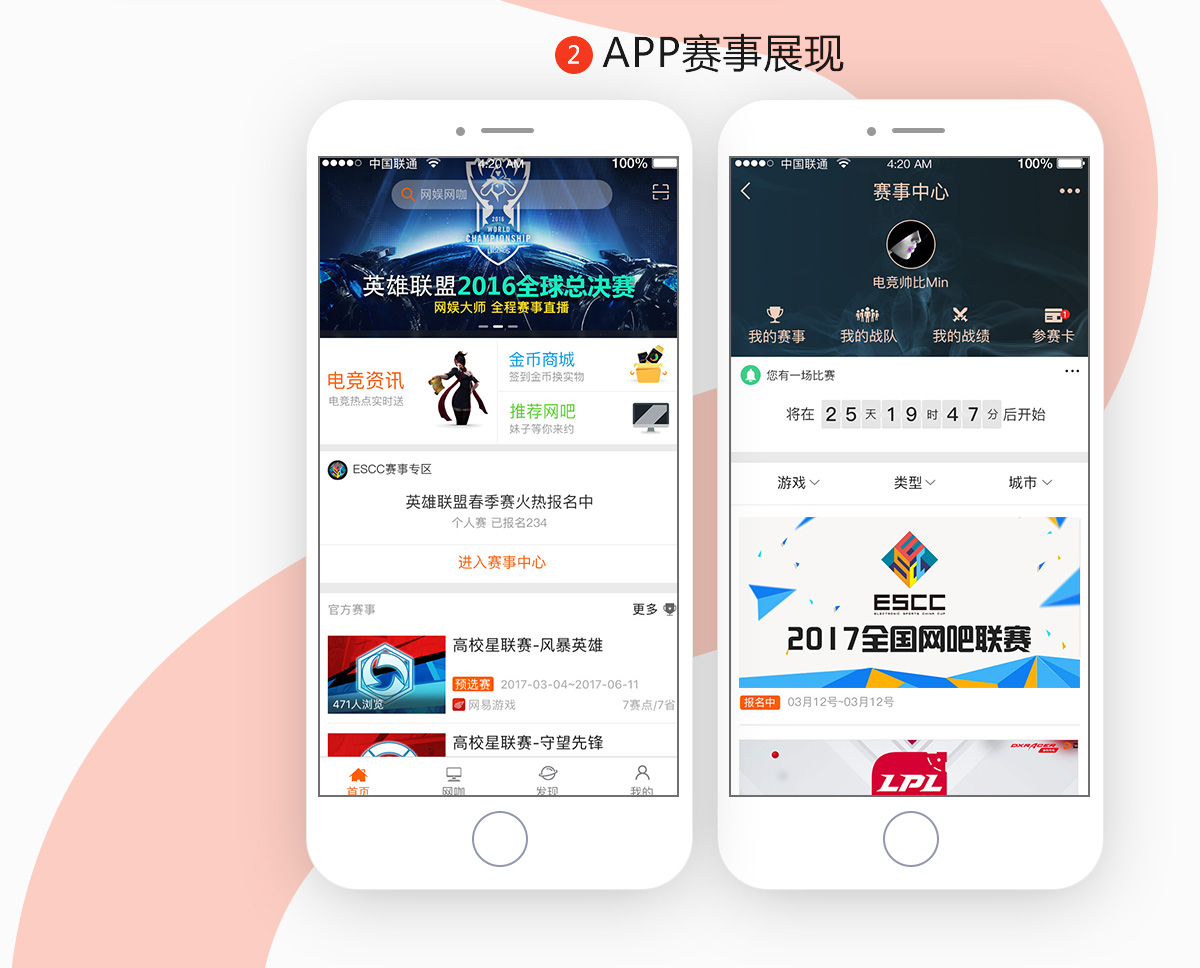 2 APP赛事展现
中国联通 4:20 AM 100%
网娱网咖
2016
WORLD
CHAMPIONSHIP
英雄联盟2016全球总决赛
网娱大师 全程赛事直播
电竞资讯
电竞热点实时送
金币商城
签到金币换实物
推荐网吧
妹子等你来约
ESCC赛事专区
英雄联盟春季赛火热报名中
个人赛 已报名234
进入赛事中心
官方赛事 更多
471人浏览
高校星联赛-风暴英雄
预选赛 2017-03-04~2017-06-11
网易游戏 7赛点/7省
高校星联赛-守望先锋
首页 网咖 发现 我的
中国联通 4:20 AM 100%
赛事中心
电竞帅比Min
1
我的赛事 我的战队 我的战绩 参赛卡
您有一场比赛
将在 25天19时47分后开始
游戏 类型 城市
ESCC
ELECTRONIC SPORTS CHINA CUP
2017全国网吧联赛
报名中 03月12号~03月12号
DXRACER
LPL